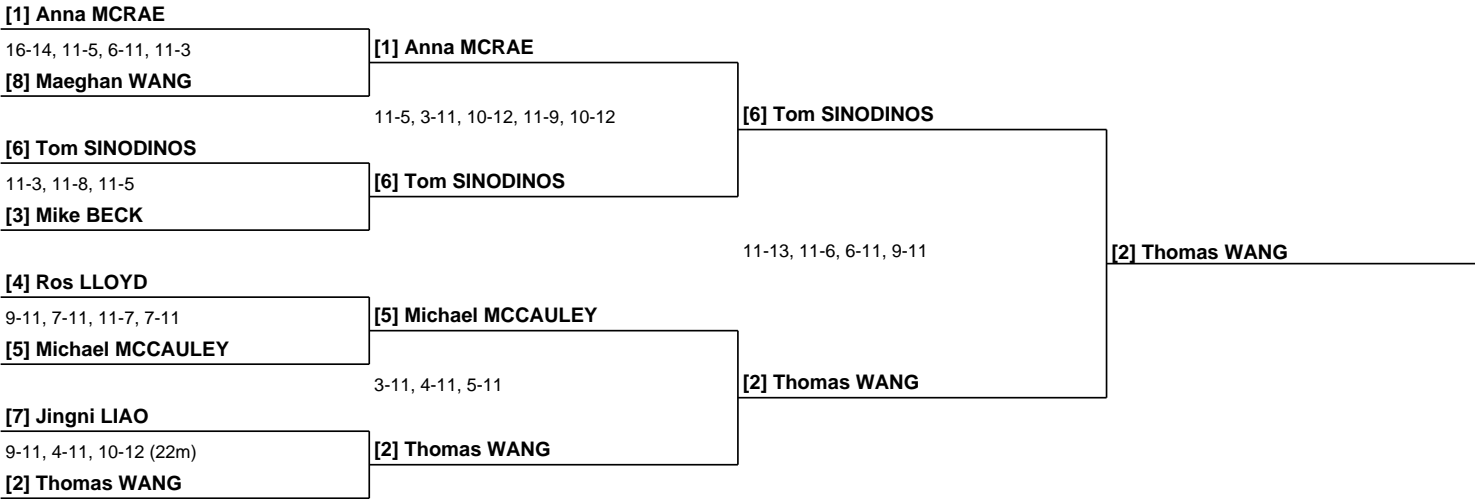 [1] Anna MCRAE
16-14, 11-5, 6-11, 11-3
[8] Maeghan WANG
[6] Tom SINODINOS
11-3, 11-8, 11-5
[3] Mike BECK
[4] Ros LLOYD
9-11, 7-11, 11-7, 7-11
[5] Michael MCCAULEY
[7] Jingni LIAO
9-11, 4-11, 10-12 (22m)
[2] Thomas WANG
[1] Anna MCRAE
11-5, 3-11, 10-12, 11-9, 10-12
[6] Tom SINODINOS
[5] Michael MCCAULEY
3-11, 4-11, 5-11
[2] Thomas WANG
[6] Tom SINODINOS
11-13, 11-6, 6-11, 9-11
[2] Thomas WANG
[2] Thomas WANG